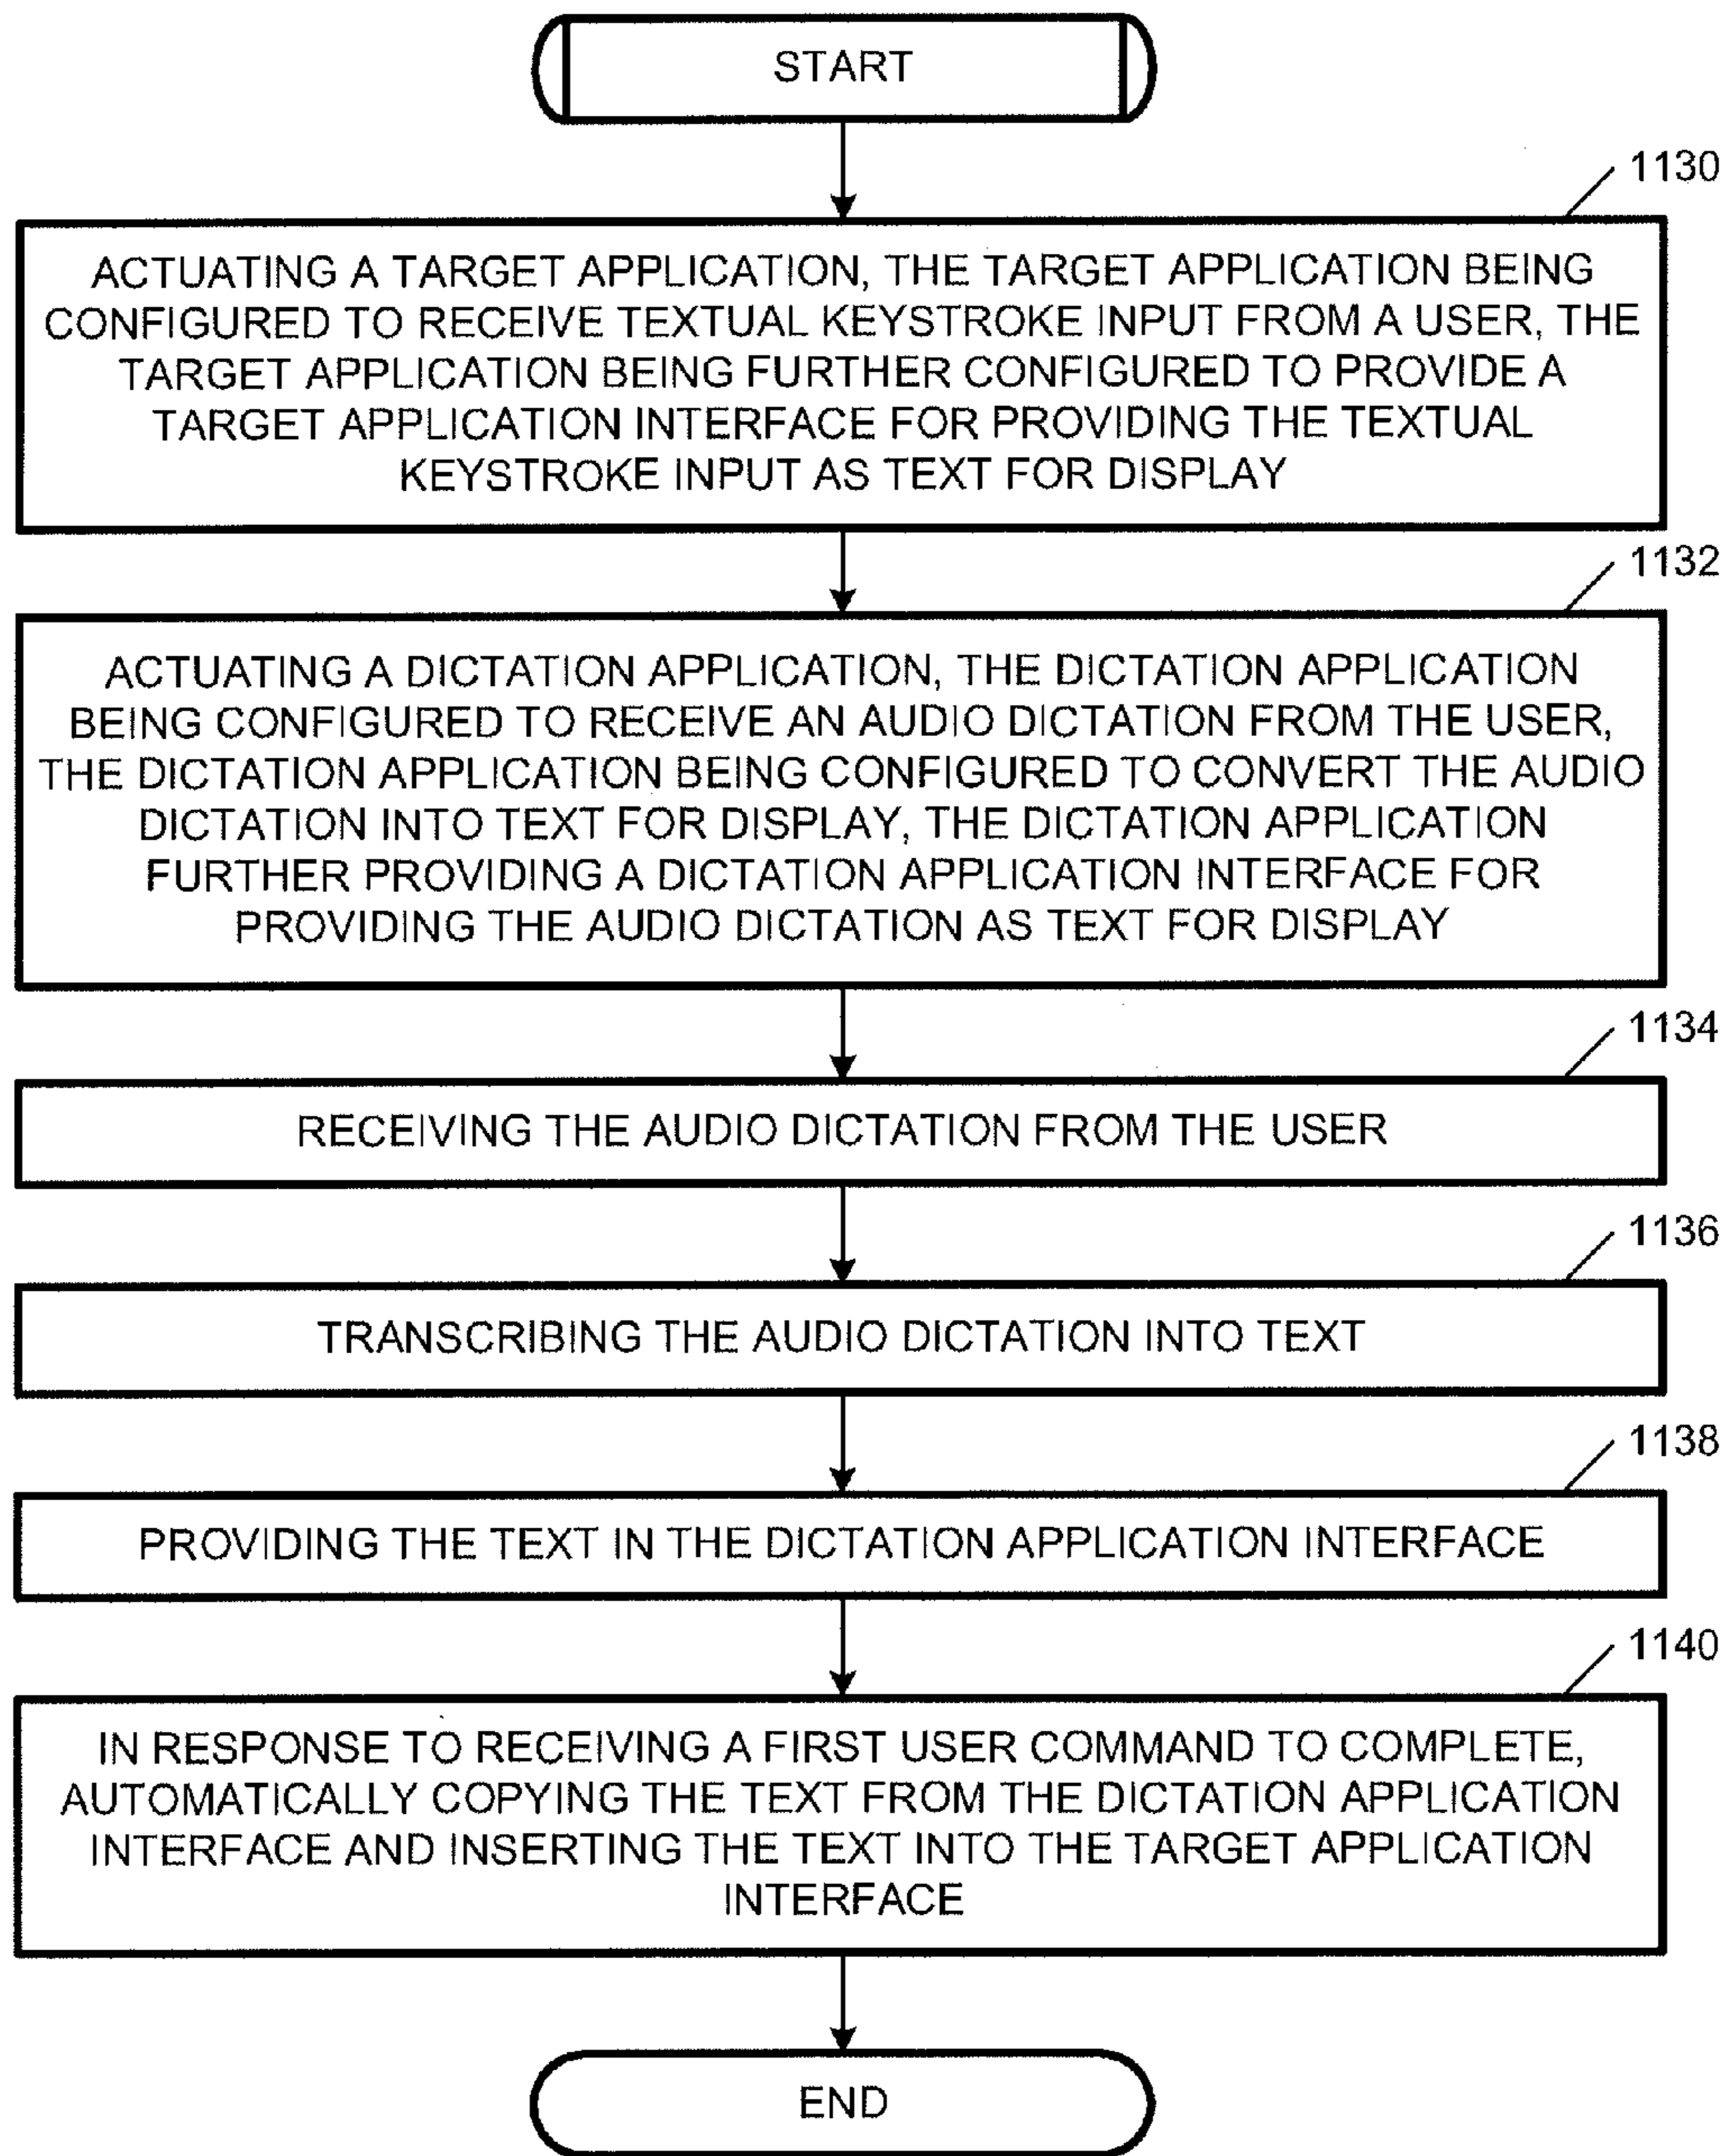 START
1130
ACTUATING A TARGET APPLICATION, THE TARGET APPLICATION BEING
CONFIGURED TO RECEIVE TEXTUAL KEYSTROKE INPUT FROM A USER, THE
TARGET APPLICATION BEING FURTHER CONFIGURED TO PROVIDE A
TARGET APPLICATION INTERFACE FOR PROVIDING THE TEXTUAL
KEYSTROKE INPUT AS TEXT FOR DISPLAY
1132
ACTUATING A DICTATION APPLICATION, THE DICTATION APPLICATION
BEING CONFIGURED TO RECEIVE AN AUDIO DICTATION FROM THE USER,
THE DICTATION APPLICATION BEING CONFIGURED TO CONVERT THE AUDIO
DICTATION INTO TEXT FOR DISPLAY, THE DICTATION APPLICATION
FURTHER PROVIDING A DICTATION APPLICATION INTERFACE FOR
PROVIDING THE AUDIO DICTATION AS TEXT FOR DISPLAY
1134
RECEIVING THE AUDIO DICTATION FROM THE USER
1136
TRANSCRIBING THE AUDIO DICTATION INTO TEXT
1138
PROVIDING THE TEXT IN THE DICTATION APPLICATION INTERFACE
1140
IN RESPONSE TO RECEIVING A FIRST USER COMMAND TO COMPLETE,
AUTOMATICALLY COPYING THE TEXT FROM THE DICTATION APPLICATION
INTERFACE AND INSERTING THE TEXT INTO THE TARGET APPLICATION
INTERFACE
END